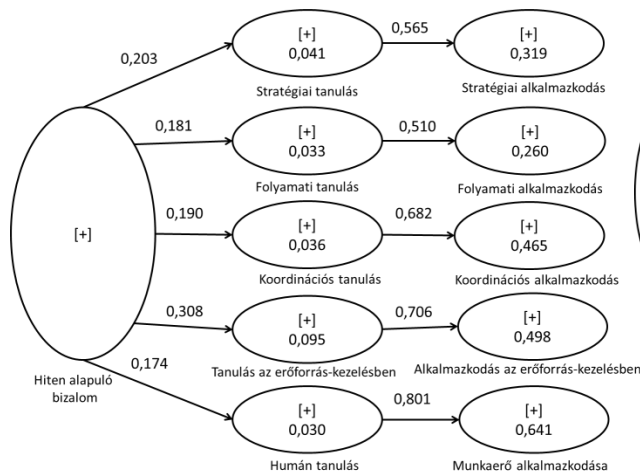 0,203
[+]
0,041
0,565
[+]
0,319
Stratégiai tanulás
Stratégiai alkalmazkodás
0,181
[+]
0,033
0,510
[+]
0,260
Folyamati tanulás
Folyamati alkalmazkodás
[+]
0,190
[+]
0,036
0,682
[+]
0,465
Koordinációs tanulás
Koordinációs alkalmazkodás
0,308
[+]
0,095
0,706
[+]
0,498
Tanulás az erőforrás-kezelésben
Alkalmazkodás az erőforrás-kezelésben
Hiten alapuló
bizalom
0,174
[+]
0,030
0,801
[+]
0,641
Humán tanulás
Munkaerő alkalmazkodása